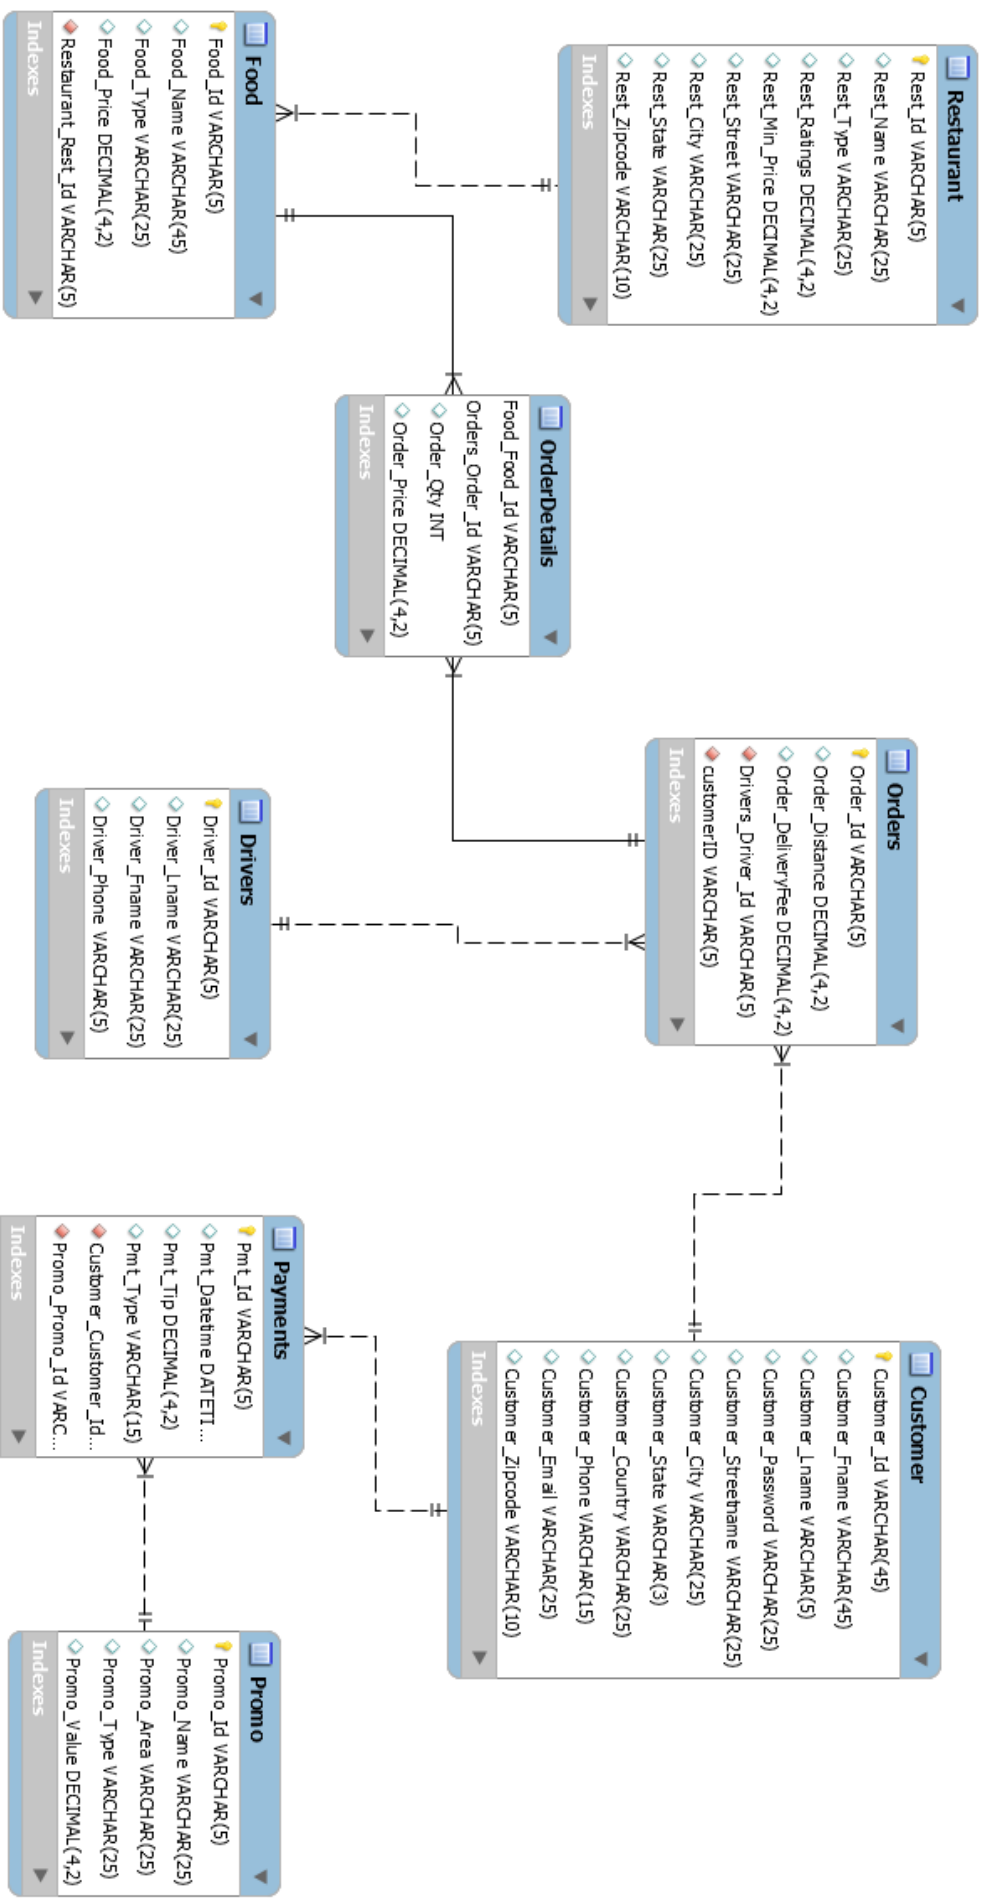 Restaurant
Rest_Id VARCHAR(5)
Rest_Name VARCHAR(25)
Rest_Type VARCHAR(25)
Rest_Ratings DECIMAL(4,2)
Rest_Min_Price DECIMAL(4,2)
Rest_Street VARCHAR(25)
Rest_City VARCHAR(25)
Rest_State VARCHAR(25)
Rest_Zipcode VARCHAR(10)
Indexes
Food
Food_Id VARCHAR(5)
Food_Name VARCHAR(45)
Food_Type VARCHAR(25)
Food_Price DECIMAL(4,2)
Restaurant_Rest_Id VARCHAR(5)
Indexes
OrderDetails
Food_Food_Id VARCHAR(5)
Orders_Order_Id VARCHAR(5)
Order_Qty INT
Order_Price DECIMAL(4,2)
Indexes
Orders
Order_Id VARCHAR(5)
Order_Distance DECIMAL(4,2)
Order_DeliveryFee DECIMAL(4,2)
Drivers_Driver_Id VARCHAR(5)
customerID VARCHAR(5)
Indexes
Drivers
Driver_Id VARCHAR(5)
Driver_Lname VARCHAR(25)
Driver_Fname VARCHAR(25)
Driver_Phone VARCHAR(5)
Indexes
Customer
Customer_Id VARCHAR(45)
Customer_Fname VARCHAR(45)
Customer_Lname VARCHAR(5)
Customer_Password VARCHAR(25)
Customer_Streetname VARCHAR(25)
Customer_City VARCHAR(25)
Customer_State VARCHAR(3)
Customer_Country VARCHAR(25)
Customer_Phone VARCHAR(15)
Customer_Email VARCHAR(25)
Customer_Zipcode VARCHAR(10)
Indexes
Payments
Pmt_Id VARCHAR(5)
Pmt_Datetime DATETI...
Pmt_Tip DECIMAL(4,2)
Pmt_Type VARCHAR(15)
Customer_Customer_Id...
Promo_Promo_Id VARC...
Indexes
Promo
Promo_Id VARCHAR(5)
Promo_Name VARCHAR(25)
Promo_Area VARCHAR(25)
Promo_Type VARCHAR(25)
Promo_Value DECIMAL(4,2)
Indexes